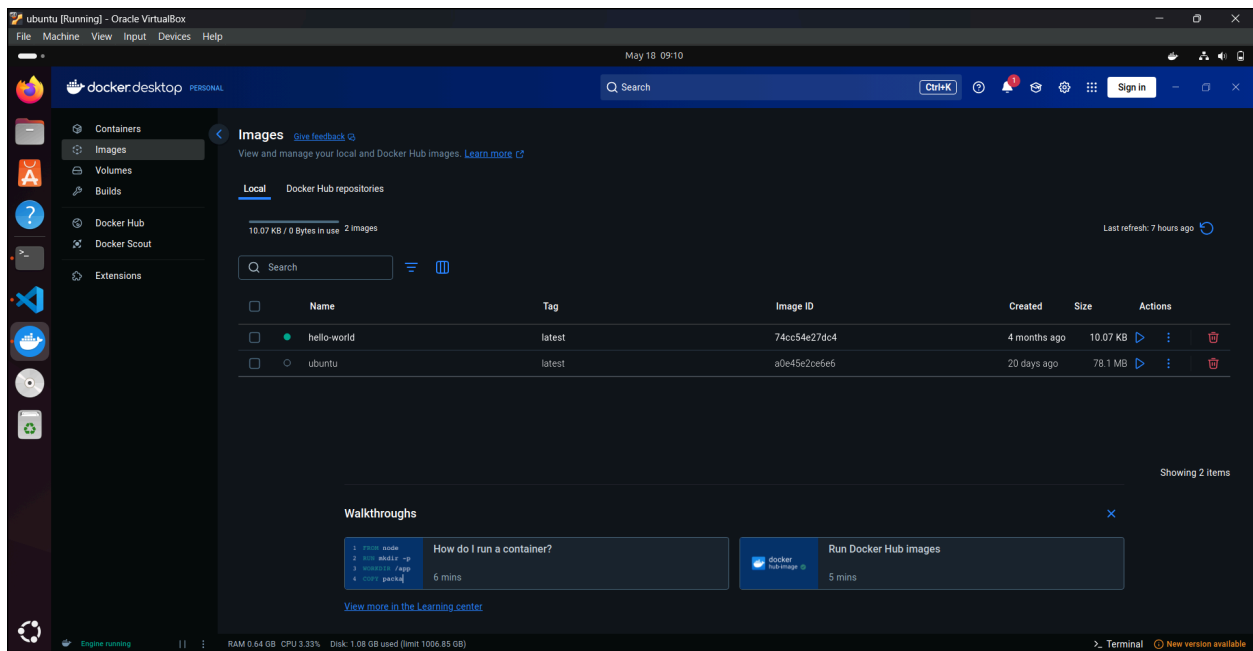 ubuntu [Running] - Oracle VirtualBox
File Machine View Input Devices Help
May 18 09:10
docker.desktop PERSONAL
Search
Ctrl+K
1
Sign in
Containers
Images
Volumes
Builds
Docker Hub
Docker Scout
Extensions
Images Give feedback
View and manage your local and Docker Hub images. Learn more
Local Docker Hub repositories
10.07 KB / 0 Bytes in use 2 images
Last refresh: 7 hours ago
Search
Name Tag Image ID Created Size Actions
hello-world latest 74cc54e27dc4 4 months ago 10.07 KB
ubuntu latest a0e45e2ce6e6 20 days ago 78.1 MB
Showing 2 items
Walkthroughs
1 FROM node
2 RUN mkdir -p
3 WORKDIR /app
4 COPY packa
How do I run a container?
6 mins
docker
hub-image
Run Docker Hub images
5 mins
View more in the Learning center
Engine running
RAM 0.64 GB CPU 3.33% Disk: 1.08 GB used (limit 1006.85 GB)
>_ Terminal
New version available